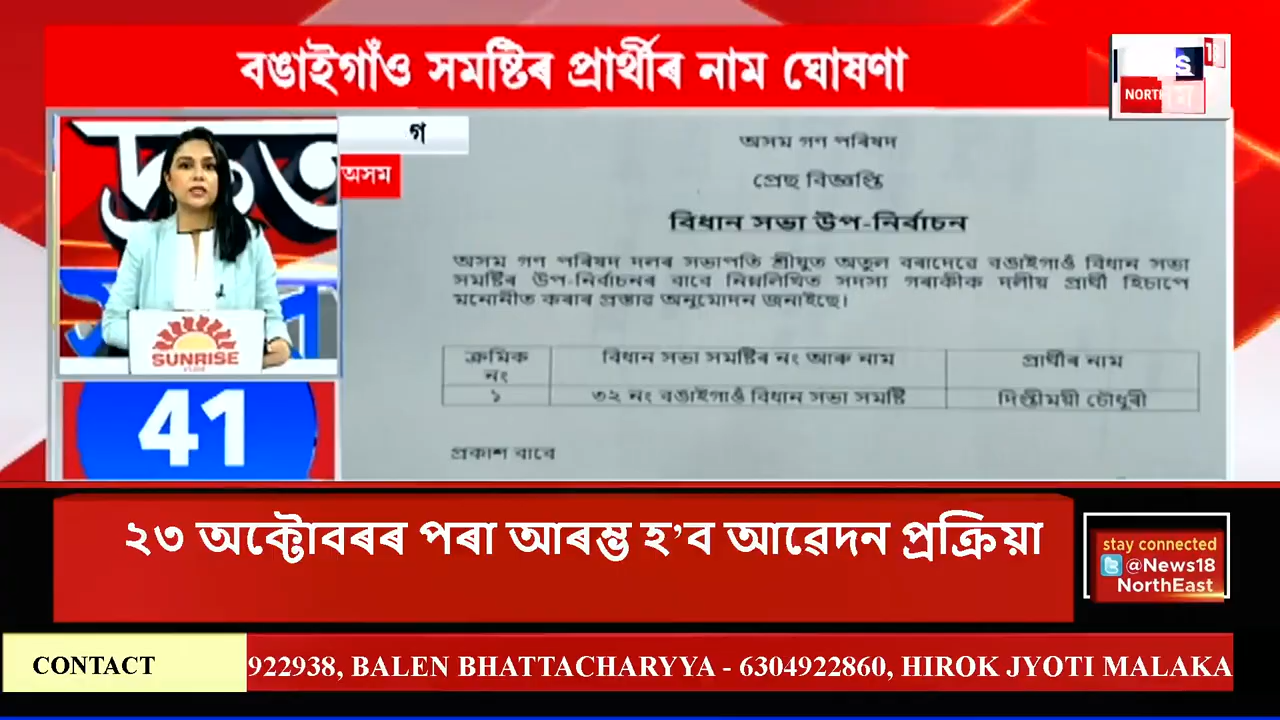 বঙাইগাঁও সমষ্টিৰ প্ৰাৰ্থীৰ নাম ঘোষণা
NORTH
গ
অসম
SUNRISE
41
অসম গণ পৰিষদ
প্ৰেছ বিজ্ঞপ্তি
বিধান সভা উপ-নিৰ্বাচন
অসম গণ পৰিষদ দলৰ সভাপতি শ্ৰীযুত অতুল বৰাদেৱে বঙাইগাওঁ বিধান সভা
সমষ্টিৰ উপ-নিৰ্বাচনৰ বাবে নিম্নলিখিত সদস্য গৰাকীক দলীয় প্ৰাৰ্থী হিচাপে
মনোনীত কৰাৰ প্ৰস্তাৱ অনুমোদন জনাইছে।
ক্ৰমিক নং বিধান সভা সমষ্টিৰ নং আৰু নাম প্ৰাৰ্থীৰ নাম
১ ৩২ নং বঙাইগাওঁ বিধান সভা সমষ্টি দিপ্তীময়ী চৌধুৰী
প্ৰকাশ বাবে
২৩ অক্টোবৰৰ পৰা আৰম্ভ হ’ব আৱেদন প্ৰক্ৰিয়া
stay connected
@News18
NorthEast
CONTACT 922938, BALEN BHATTACHARYYA - 6304922860, HIROK JYOTI MALAKA